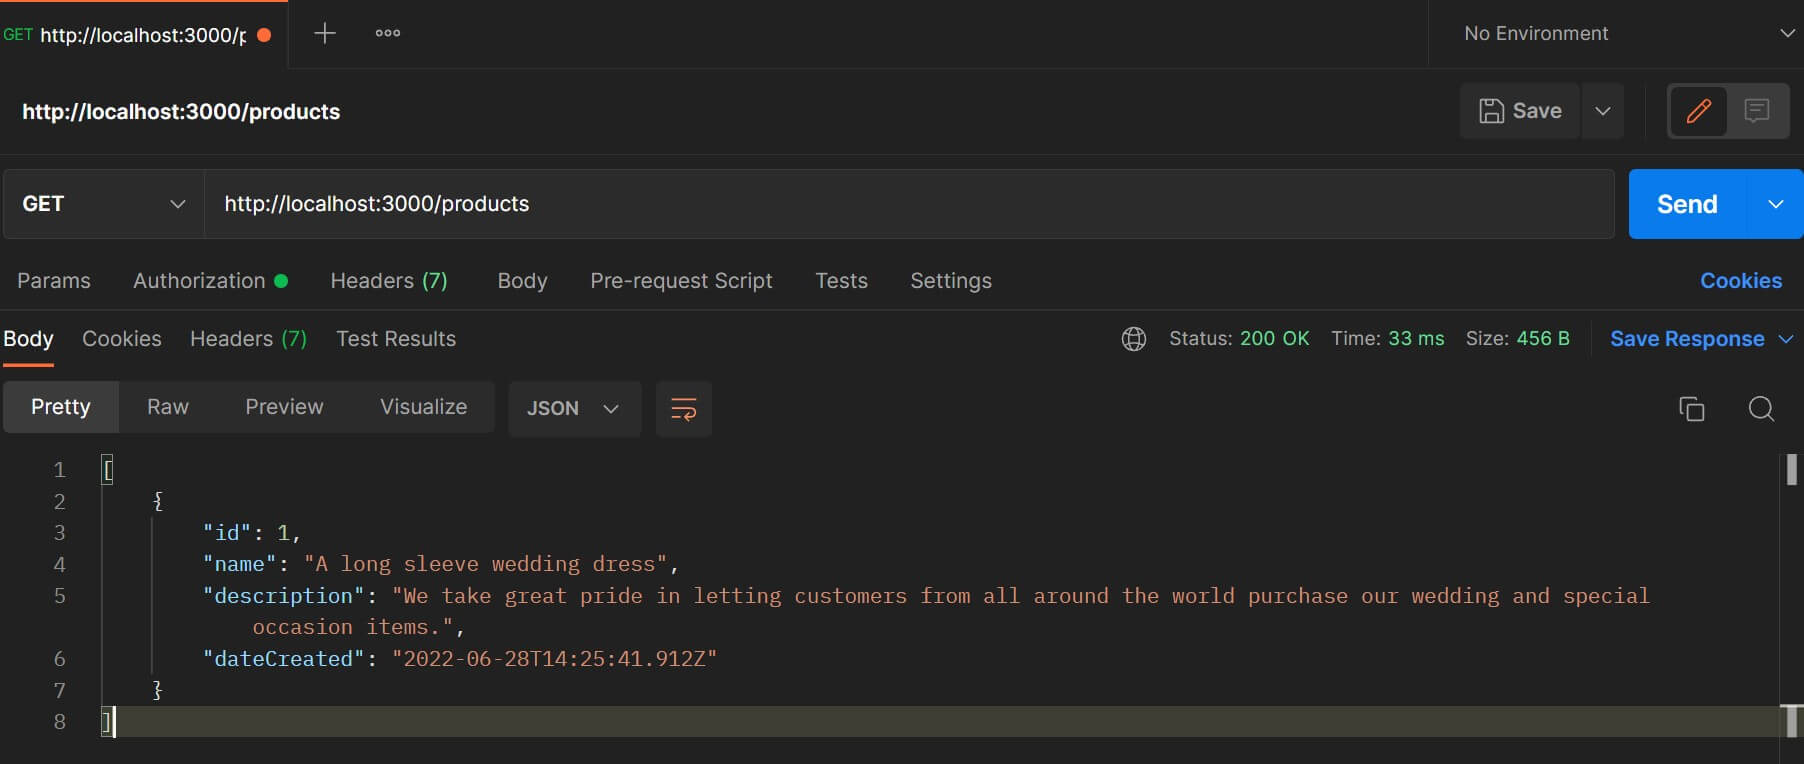 GET http://localhost:3000/p
No Environment
http://localhost:3000/products
Save
GET http://localhost:3000/products
Send
Params Authorization Headers (7) Body Pre-request Script Tests Settings Cookies
Body Cookies Headers (7) Test Results Status: 200 OK Time: 33 ms Size: 456 B Save Response
Pretty Raw Preview Visualize JSON
1 [
2 {
3 "id": 1,
4 "name": "A long sleeve wedding dress",
5 "description": "We take great pride in letting customers from all around the world purchase our wedding and special
occasion items.",
6 "dateCreated": "2022-06-28T14:25:41.912Z"
7 }
8 ]